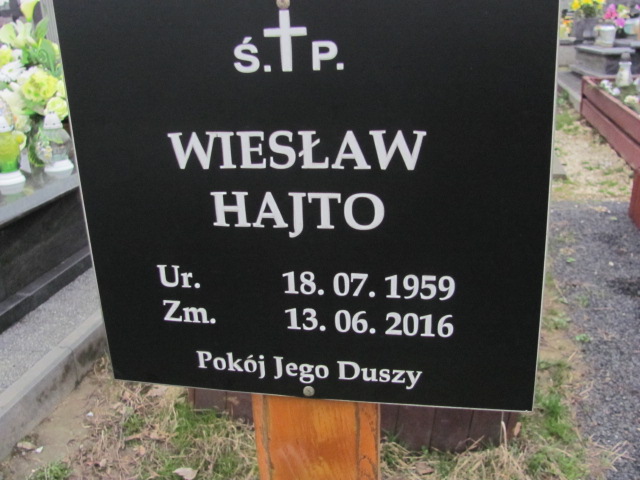 Ś. P.
WIESŁAW
HAJTO
Ur. 18. 07. 1959
Zm. 13. 06. 2016
Pokój Jego Duszy